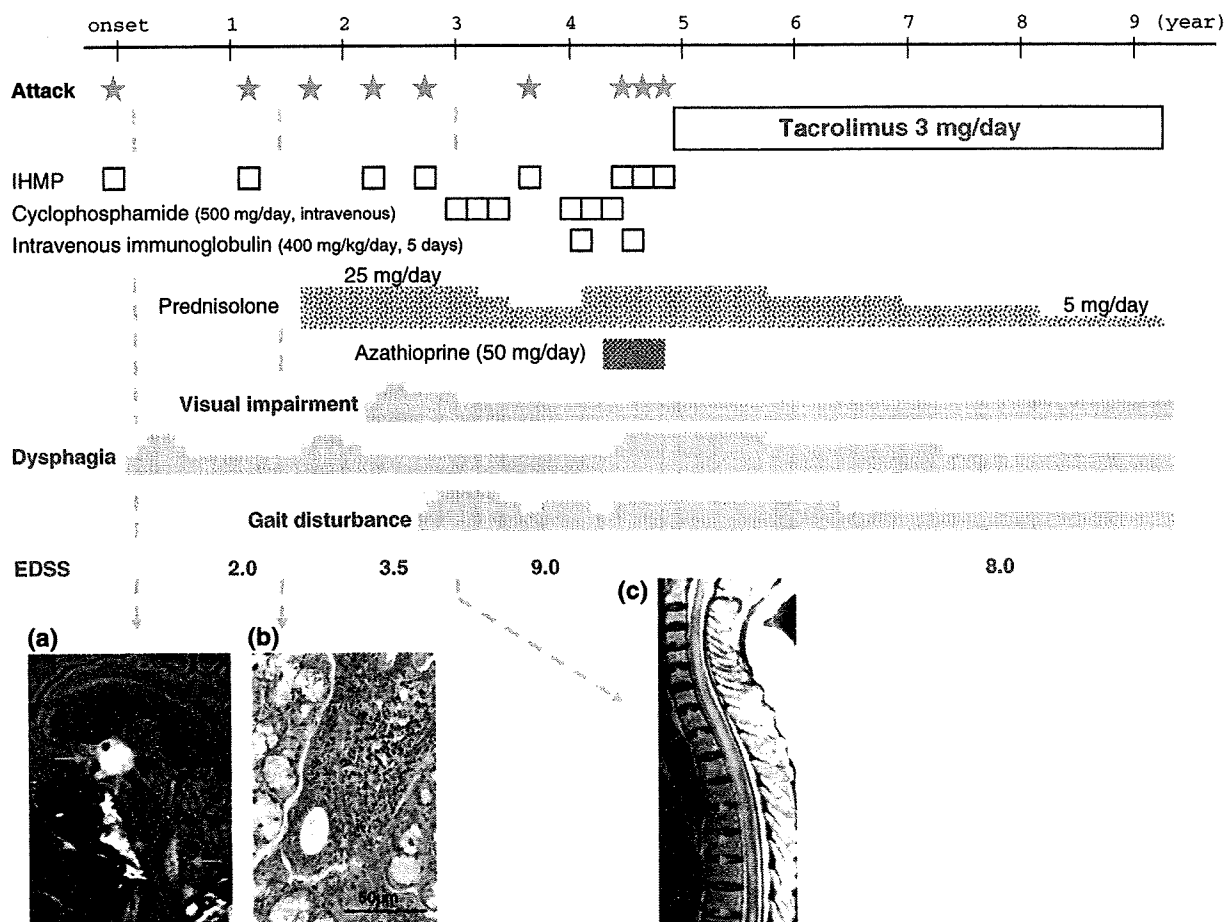 onset 1 2 3 4 5 6 7 8 9 (year)
Attack
Tacrolimus 3 mg/day
IHMP
Cyclophosphamide (500 mg/day, intravenous)
Intravenous immunoglobulin (400 mg/kg/day, 5 days)
25 mg/day
Prednisolone
5 mg/day
Azathioprine (50 mg/day)
Visual impairment
Dysphagia
Gait disturbance
EDSS 2.0 3.5 9.0 8.0
(a) (b) (c)
50μm